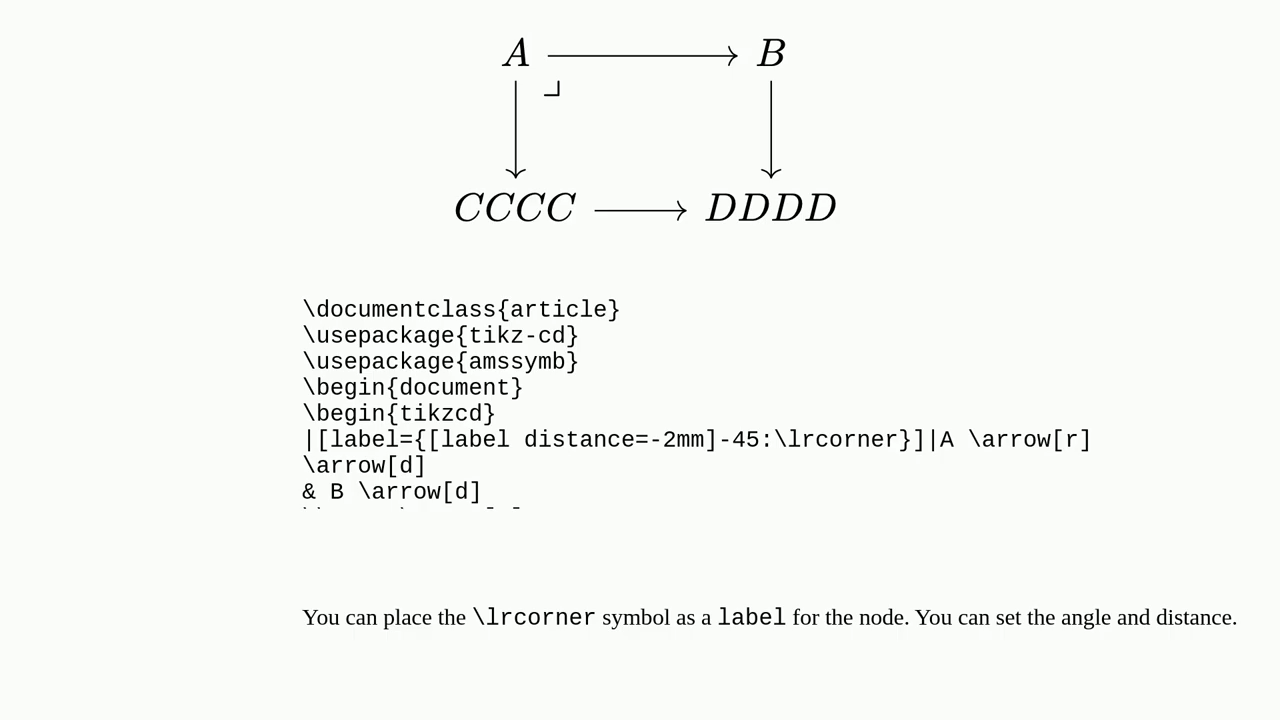 A B
CCCC DDDD
\documentclass{article}
\usepackage{tikz-cd}
\usepackage{amssymb}
\begin{document}
\begin{tikzcd}
|[label={[label distance=-2mm]-45:\lrcorner}]|A \arrow[r]
\arrow[d]
& B \arrow[d]
You can place the \lrcorner symbol as a label for the node. You can set the angle and distance.